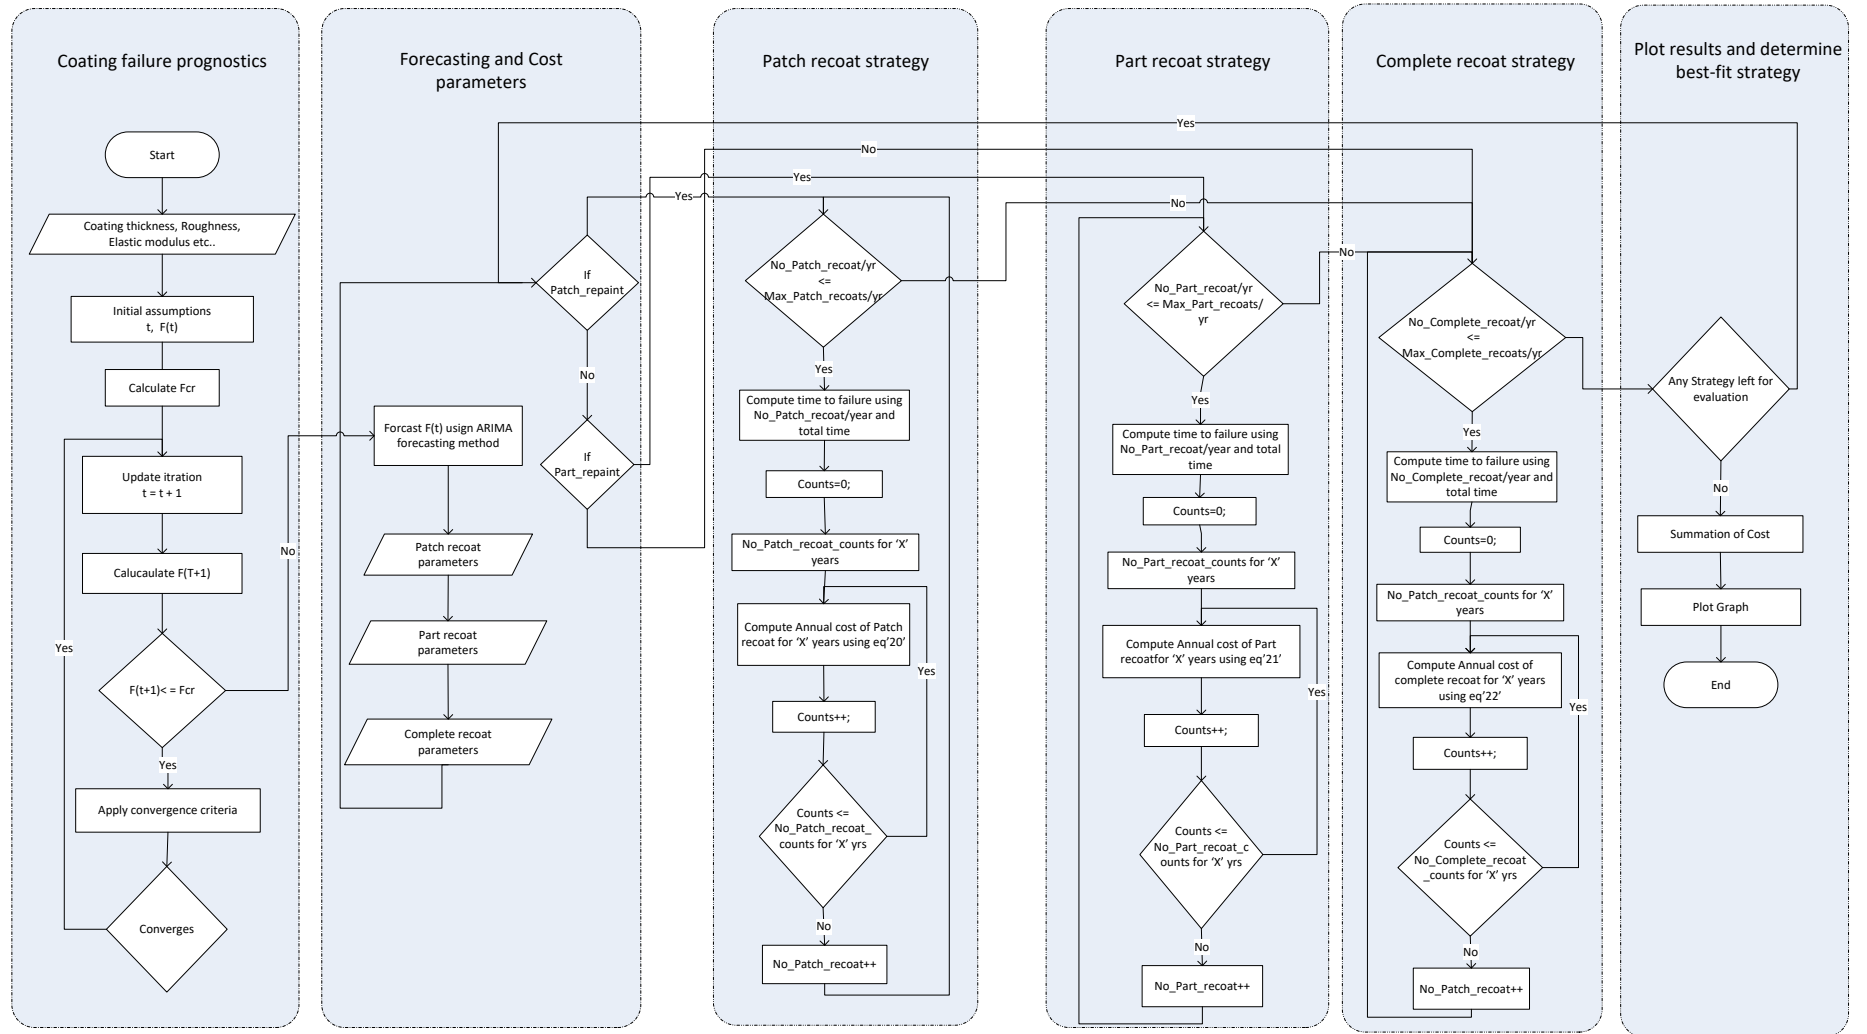 Coating failure prognostics
Start
Coating thickness, Roughness,
Elastic modulus etc..
Initial assumptions
t,  F(t)
Calculate Fcr
Update itration
t = t + 1
Calucaulate F(T+1)
F(t+1)< = Fcr
No
Yes
Yes
Apply convergence criteria
Converges
Forecasting and Cost
parameters
Forcast F(t) usign ARIMA
forecasting method
Patch recoat
parameters
Part recoat
parameters
Complete recoat
parameters
If
Patch_repaint
Yes
No
If
Part_repaint
Yes
No
Patch recoat strategy
No_Patch_recoat/yr
<=
Max_Patch_recoats/yr
No
Yes
Compute time to failure using
No_Patch_recoat/year and
total time
Counts=0;
No_Patch_recoat_counts for ‘X’
years
Compute Annual cost of Patch
recoat for ‘X’ years using eq’20’
Yes
Counts++;
Counts <=
No_Patch_recoat_
counts for ‘X’ yrs
No
No_Patch_recoat++
Part recoat strategy
No_Part_recoat/yr
<= Max_Part_recoats/
yr
No
Yes
Compute time to failure using
No_Part_recoat/year and total
time
Counts=0;
No_Part_recoat_counts for ‘X’
years
Compute Annual cost of Part
recoatfor ‘X’ years using eq’21’
Yes
Counts++;
Counts <=
No_Part_recoat_c
ounts for ‘X’ yrs
No
No_Part_recoat++
Complete recoat strategy
No_Complete_recoat/yr
<=
Max_Complete_recoats/yr
Yes
Compute time to failure using
No_Complete_recoat/year and
total time
Counts=0;
No_Patch_recoat_counts for ‘X’
years
Compute Annual cost of
complete recoat for ‘X’ years
using eq’22’
Yes
Counts++;
Counts <=
No_Complete_recoat
_counts for ‘X’ yrs
No
No_Patch_recoat++
Plot results and determine
best-fit strategy
Yes
Any Strategy left for
evaluation
No
Summation of Cost
Plot Graph
End